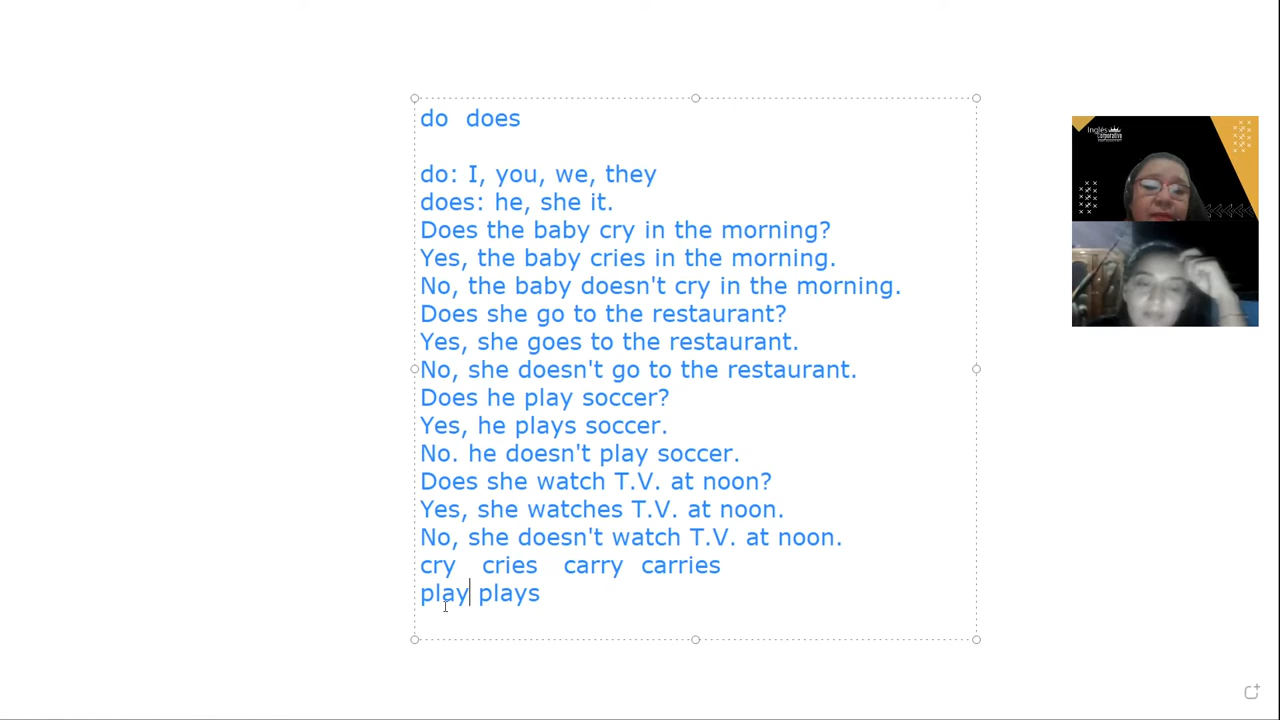 do does
do: I, you, we, they
does: he, she it.
Does the baby cry in the morning?
Yes, the baby cries in the morning.
No, the baby doesn't cry in the morning.
Does she go to the restaurant?
Yes, she goes to the restaurant.
No, she doesn't go to the restaurant.
Does he play soccer?
Yes, he plays soccer.
No. he doesn't play soccer.
Does she watch T.V. at noon?
Yes, she watches T.V. at noon.
No, she doesn't watch T.V. at noon.
cry cries carry carries
play plays
Inglés
Corporativo